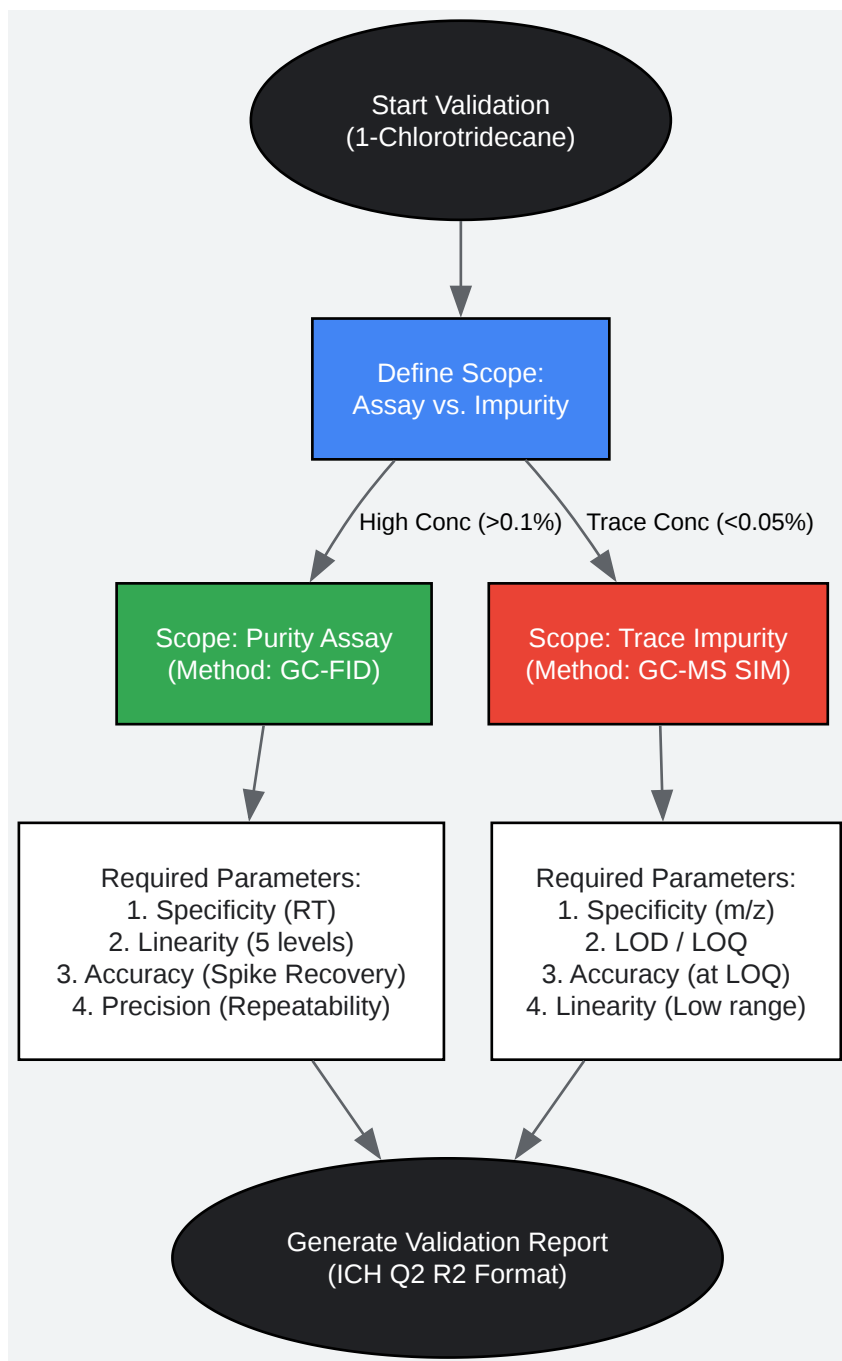 Start Validation
(1-Chlorotridecane)
Define Scope:
Assay vs. Impurity
High Conc (>0.1%)
Trace Conc (<0.05%)
Scope: Purity Assay
(Method: GC-FID)
Scope: Trace Impurity
(Method: GC-MS SIM)
Required Parameters:
1. Specificity (RT)
2. Linearity (5 levels)
3. Accuracy (Spike Recovery)
4. Precision (Repeatability)
Required Parameters:
1. Specificity (m/z)
2. LOD / LOQ
3. Accuracy (at LOQ)
4. Linearity (Low range)
Generate Validation Report
(ICH Q2 R2 Format)